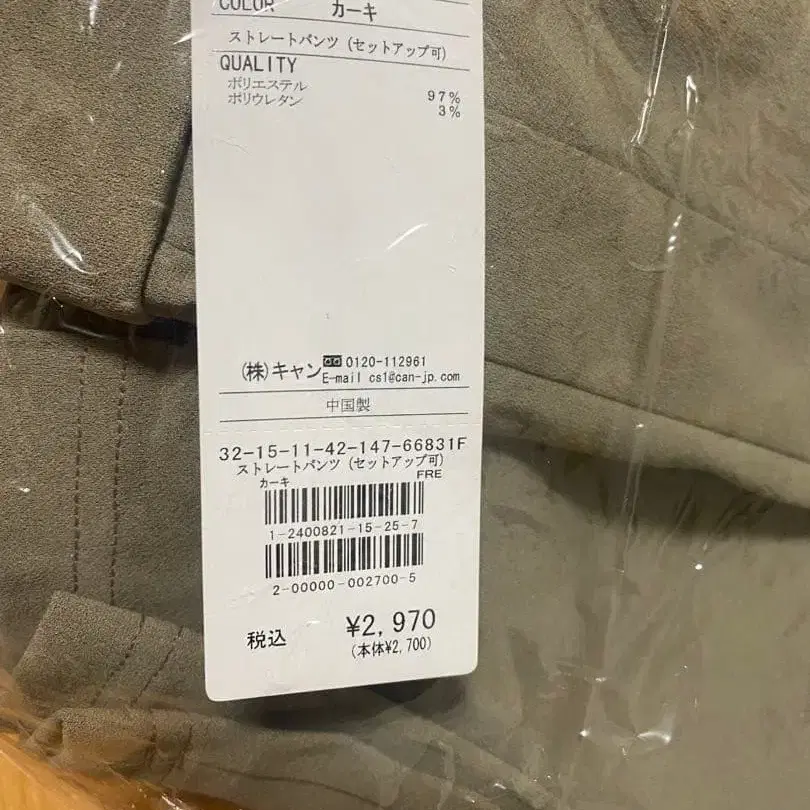 COLOR カーキ
ストレートパンツ (セットアップ可)
QUALITY
ポリエステル 97%
ポリウレタン 3%
(株)キャン 0120-112961
E-mail cs1@can-jp.com
中国製
32-15-11-42-147-66831F
ストレートパンツ (セットアップ可)
カーキ FRE
1-2400821-15-25-7
2-00000-002700-5
税込 ¥2,970
(本体¥2,700)